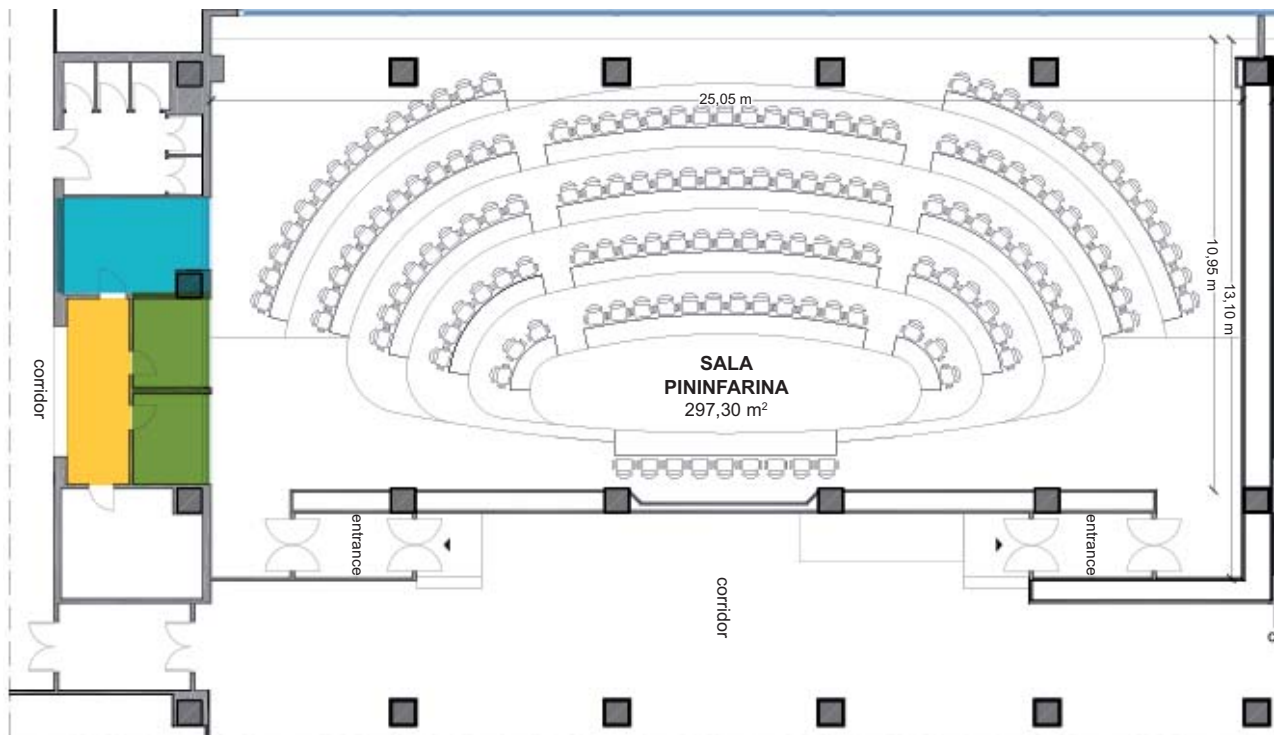 25,05 m
10,95 m
13,10 m
SALA
PININFARINA
297,30 m²
corridor
entrance
entrance
corridor